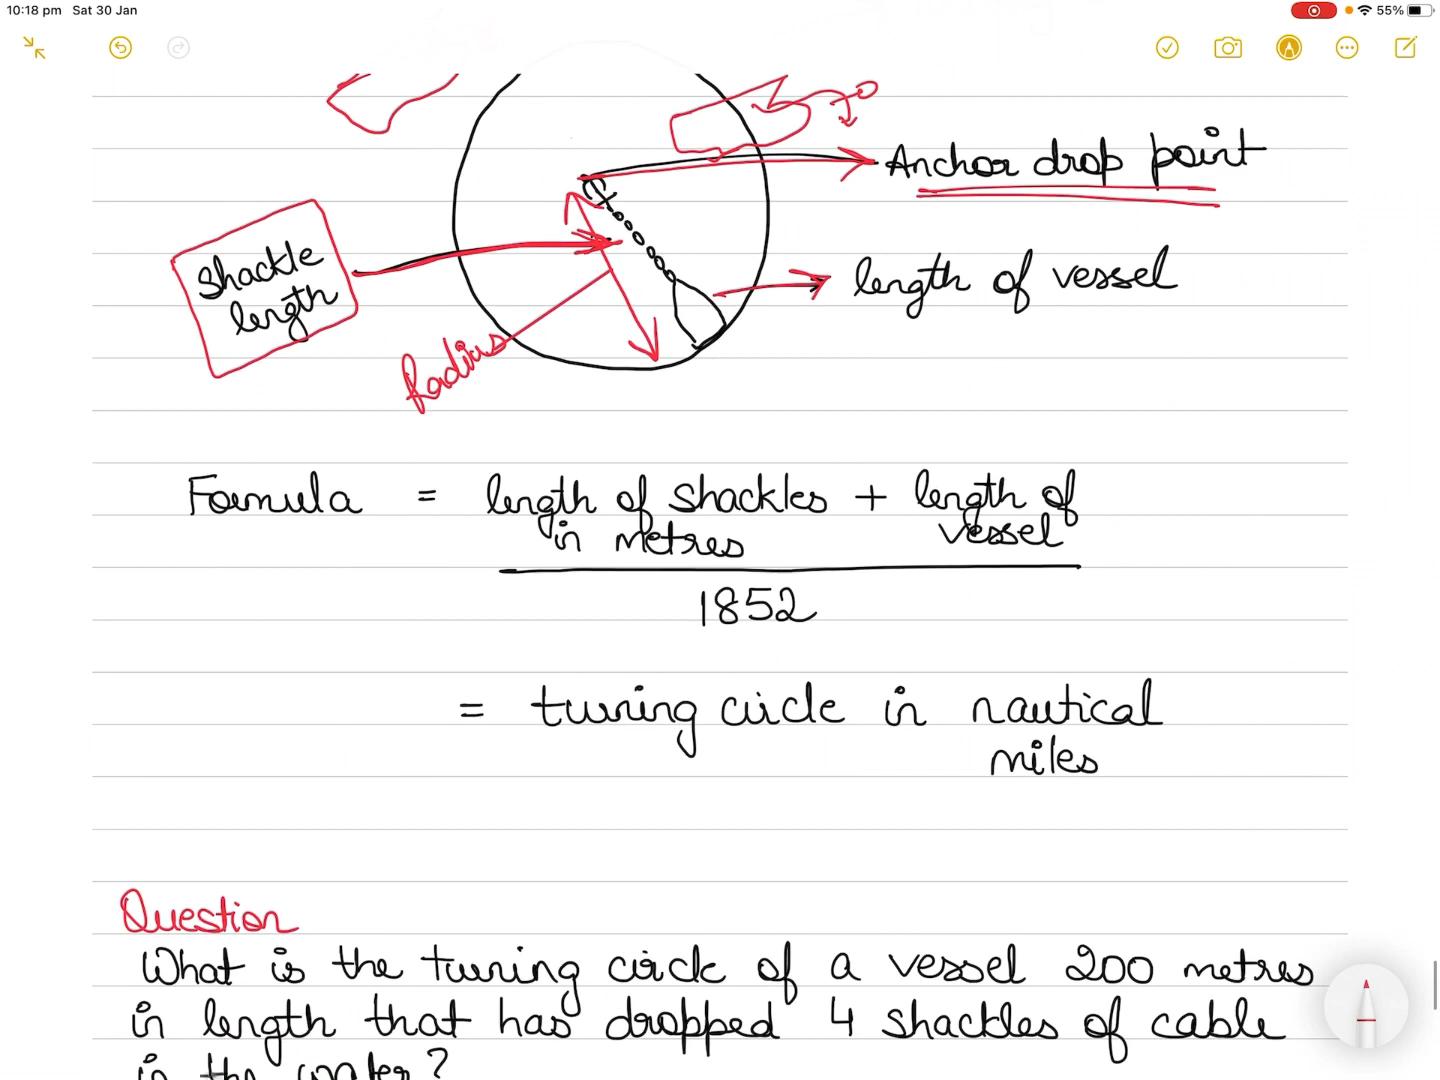 10:18 pm Sat 30 Jan 55%
Anchor drop point
Shackle
length
length of vessel
Radius
Formula = length of shackles + length of
in metres vessel
1852
= turning circle in nautical
miles
Question
What is the turning circle of a vessel 200 metres
in length that has dropped 4 shackles of cable
in the water?